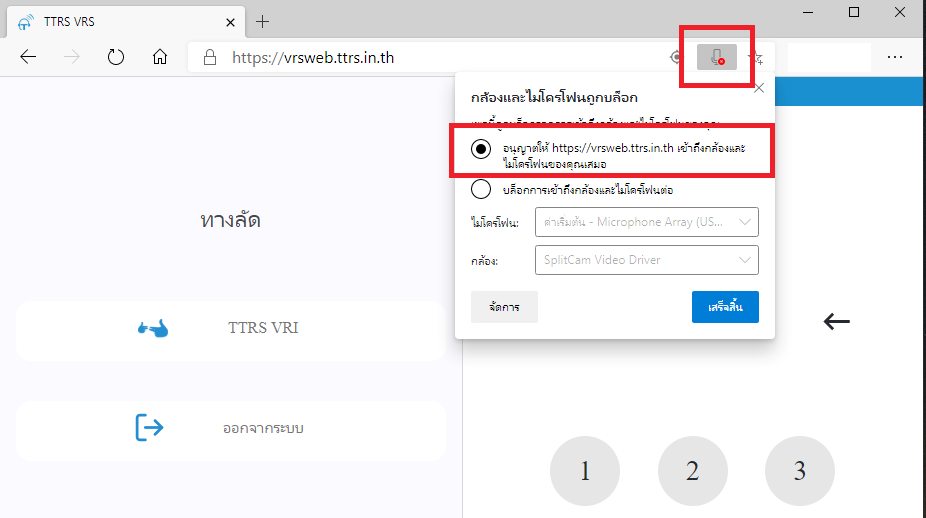 TTRS VRS
https://vrsweb.ttrs.in.th
กล้องและไมโครโฟนถูกบล็อก
อนุญาตให้ https://vrsweb.ttrs.in.th เข้าถึงกล้องและ
ไมโครโฟนของคุณเสมอ
บล็อกการเข้าถึงกล้องและไมโครโฟนต่อ
ไมโครโฟน: ค่าเริ่มต้น - Microphone Array (US...
กล้อง: SplitCam Video Driver
จัดการ เสร็จสิ้น
ทางลัด
TTRS VRI
ออกจากระบบ
1 2 3